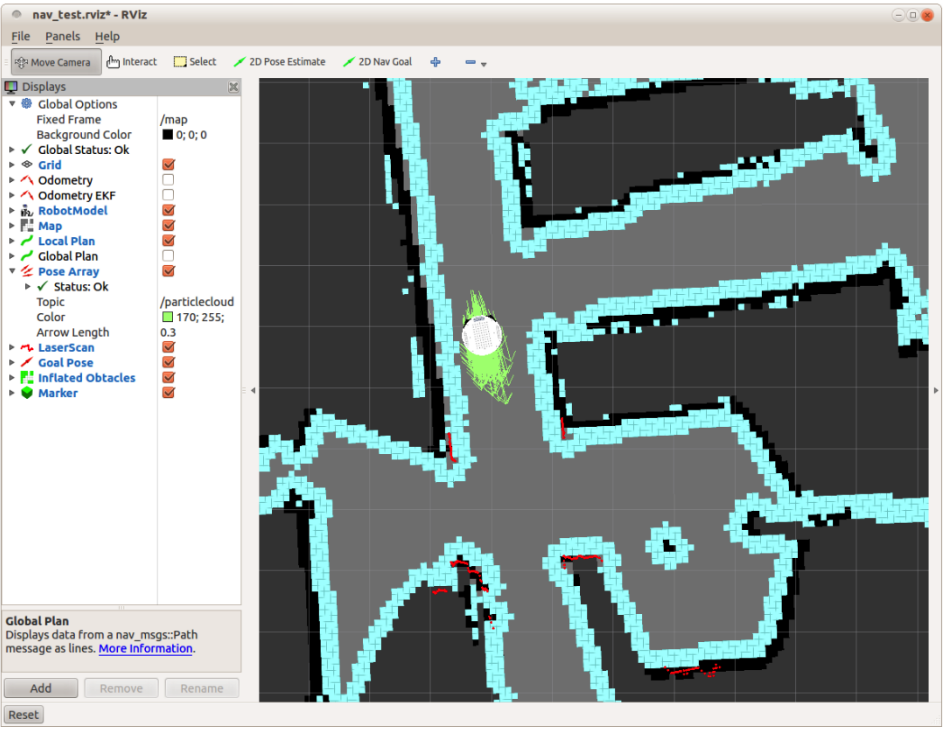 nav_test.rviz* - RViz
File Panels Help
Move Camera Interact Select 2D Pose Estimate 2D Nav Goal
Displays
Global Options
Fixed Frame /map
Background Color 0; 0; 0
Global Status: Ok
Grid
Odometry
Odometry EKF
RobotModel
Map
Local Plan
Global Plan
Pose Array
Status: Ok
Topic /particlecloud
Color 170; 255;
Arrow Length 0.3
LaserScan
Goal Pose
Inflated Obtacles
Marker
Global Plan
Displays data from a nav_msgs::Path
message as lines. More Information.
Add Remove Rename
Reset